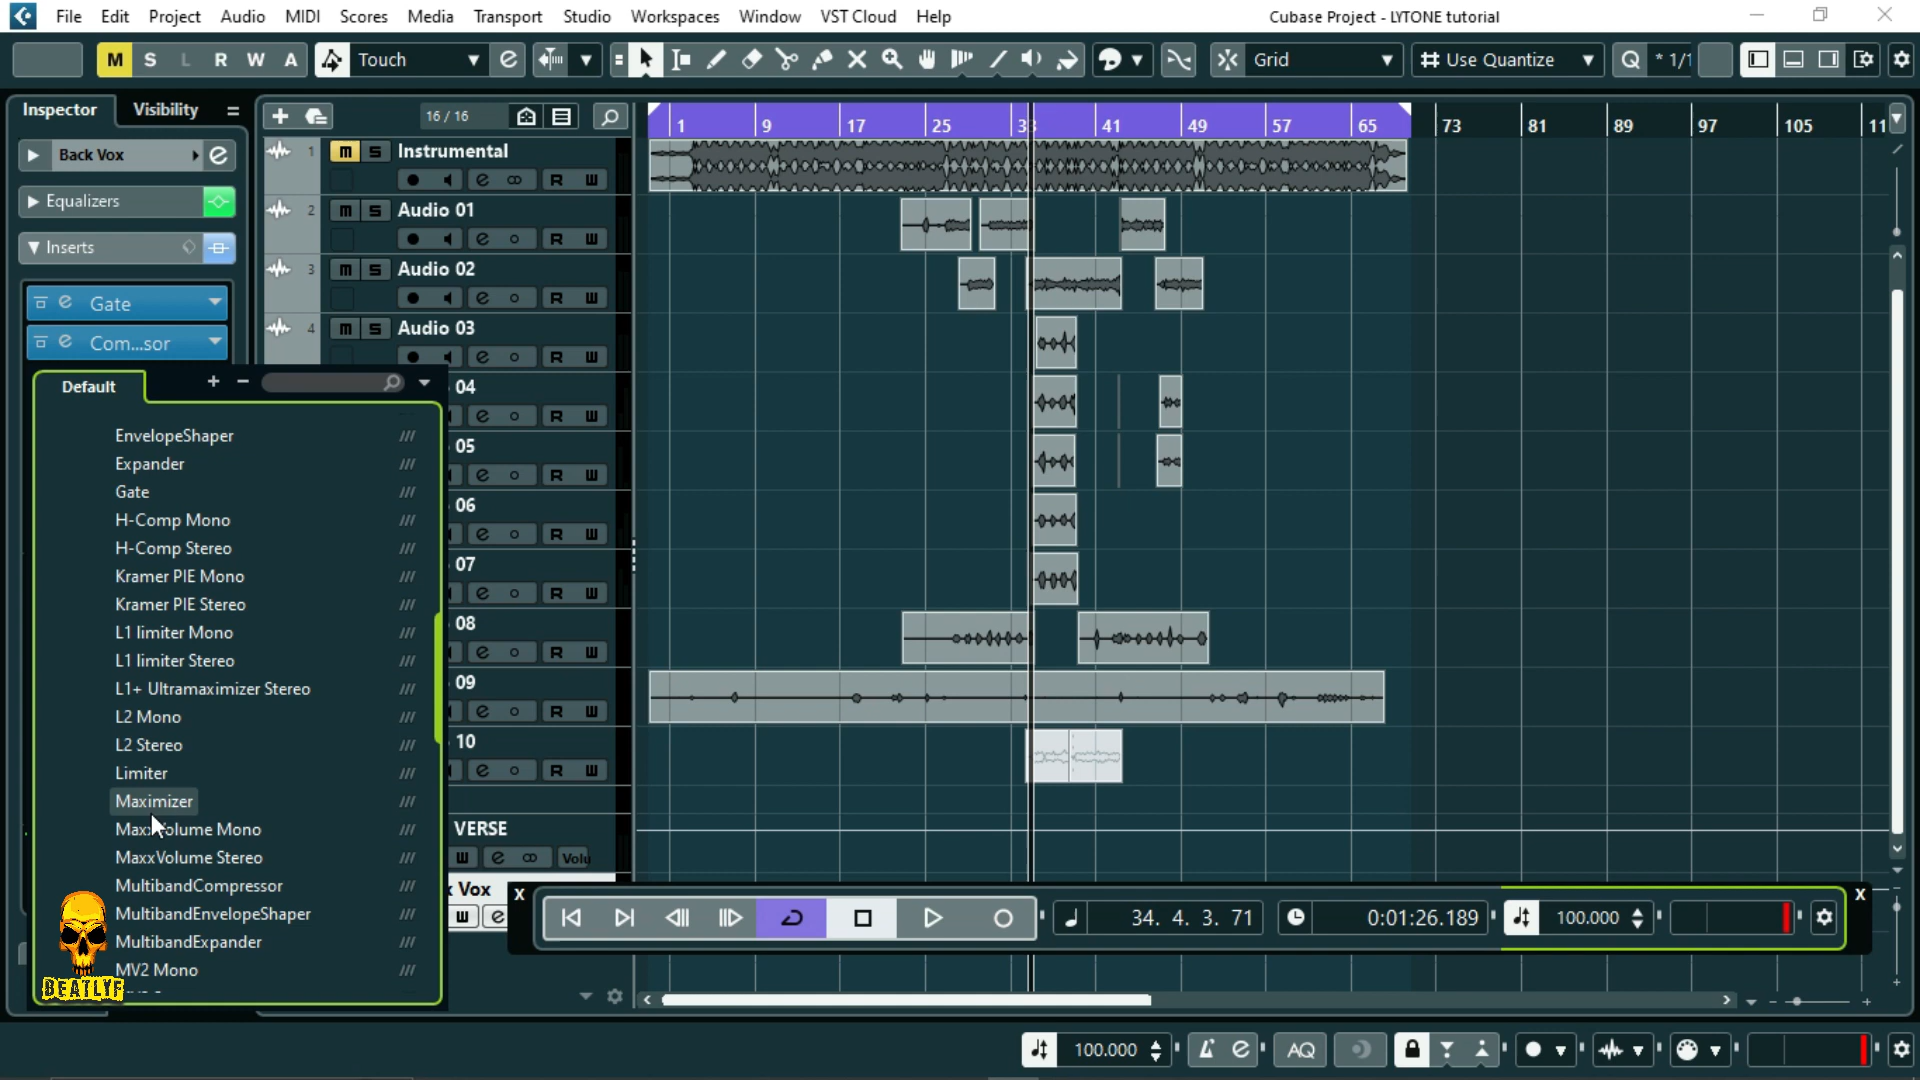 File Edit Project Audio MIDI Scores Media Transport Studio Workspaces Window VST Cloud Help
Cubase Project - LYTONE tutorial
M S L R W A Touch Grid Use Quantize Q * 1/1
Inspector Visibility
16 / 16
1 9 17 25 33 41 49 57 65 73 81 89 97 105 11
Back Vox
Equalizers
Inserts
Gate
Com...sor
1 m S Instrumental
R W
2 m S Audio 01
R W
3 m S Audio 02
R W
4 m S Audio 03
R W
04
R W
05
R W
06
R W
07
R W
08
R W
09
R W
10
R W
VERSE
W Volu
k Vox
W
Default
EnvelopeShaper
Expander
Gate
H-Comp Mono
H-Comp Stereo
Kramer PIE Mono
Kramer PIE Stereo
L1 limiter Mono
L1 limiter Stereo
L1+ Ultramaximizer Stereo
L2 Mono
L2 Stereo
Limiter
Maximizer
MaxxVolume Mono
MaxxVolume Stereo
MultibandCompressor
MultibandEnvelopeShaper
MultibandExpander
MV2 Mono
BEATLYF
X 34. 4. 3. 71 0:01:26.189 100.000 X
100.000 AQ